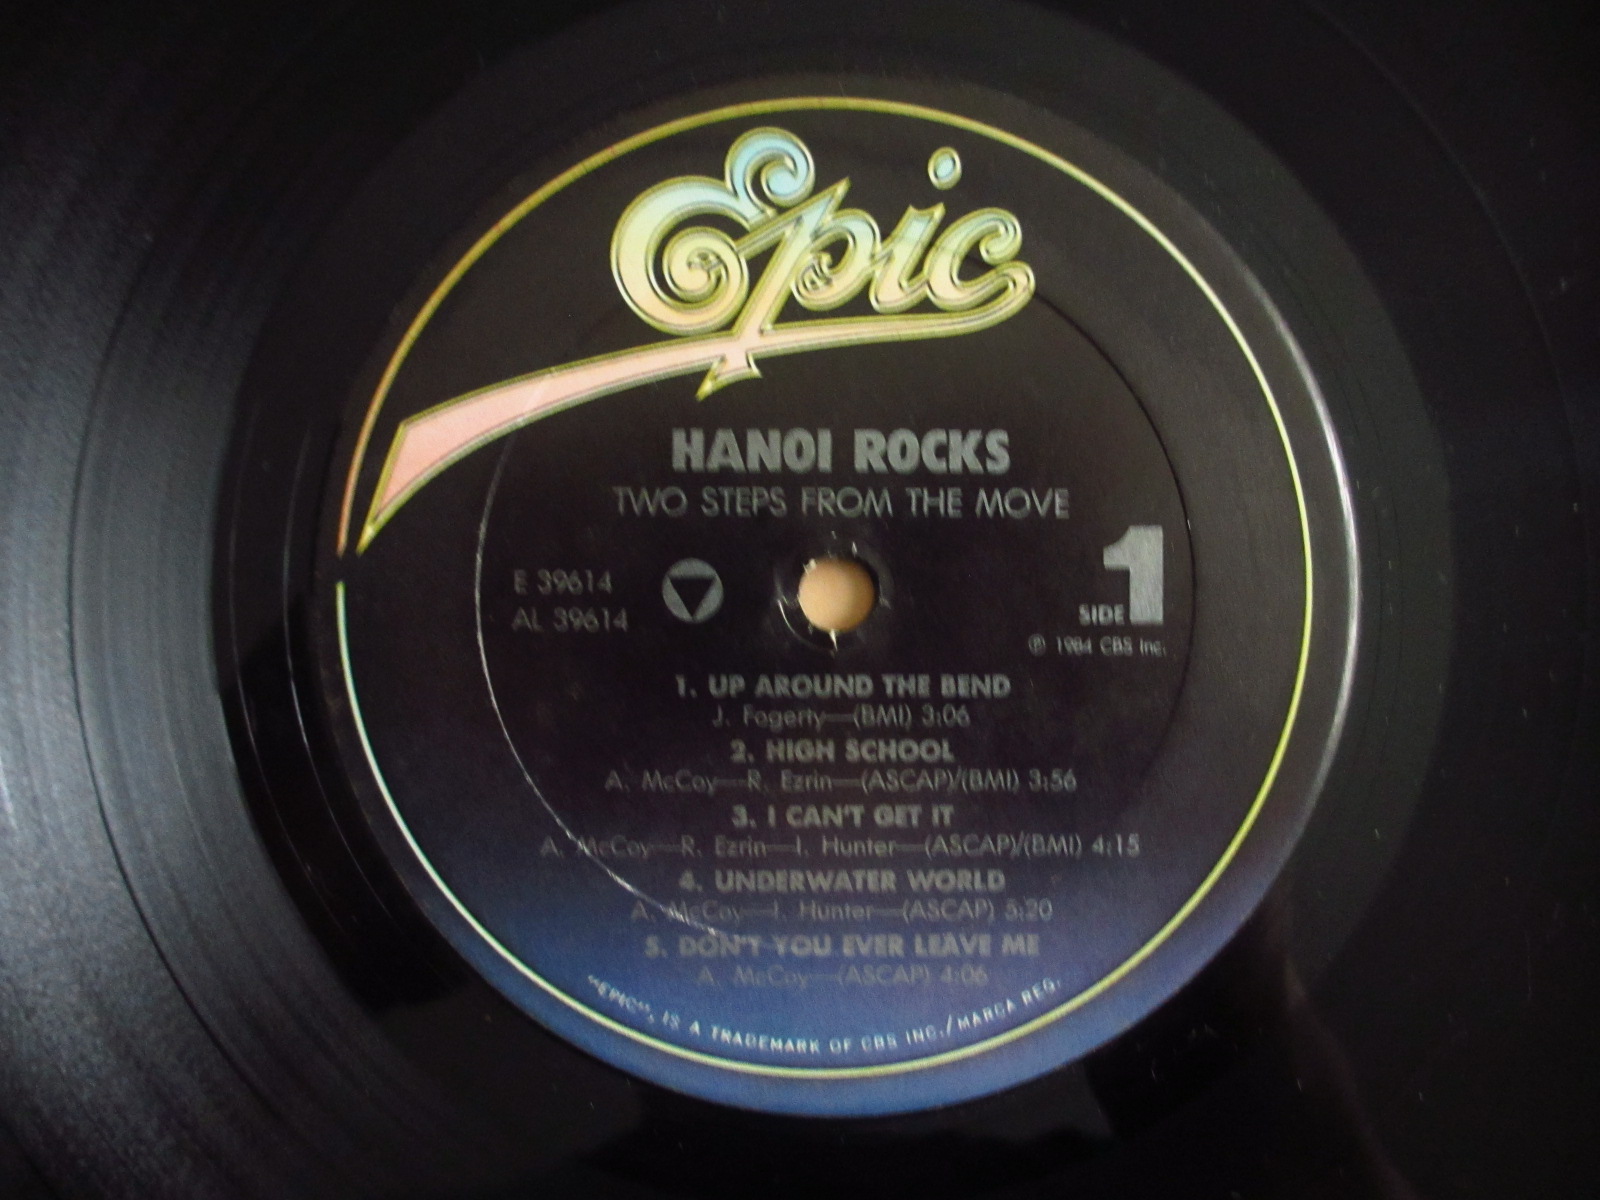 Epic
HANOI ROCKS
TWO STEPS FROM THE MOVE
E 39614
AL 39614
SIDE 1
℗ 1984 CBS Inc.
1. UP AROUND THE BEND
J. Fogerty—(BMI) 3:06
2. HIGH SCHOOL
A. McCoy—R. Ezrin—(ASCAP)/(BMI) 3:56
3. I CAN'T GET IT
A. McCoy—R. Ezrin—I. Hunter—(ASCAP)/(BMI) 4:15
4. UNDERWATER WORLD
A. McCoy—I. Hunter—(ASCAP) 5:20
5. DON'T YOU EVER LEAVE ME
A. McCoy—(ASCAP) 4:06
"EPIC", IS A TRADEMARK OF CBS INC./MARCA REG.